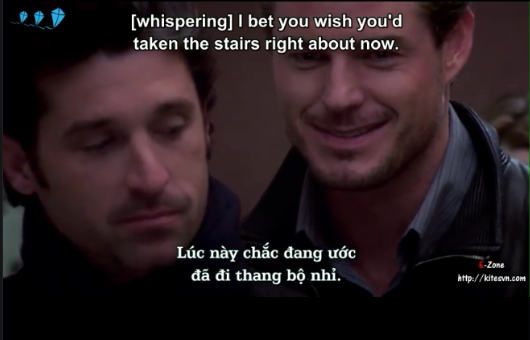 [whispering] I bet you wish you'd
taken the stairs right about now.
Lúc này chắc đang ước
đã đi thang bộ nhỉ.
E-Zone
http://kitesvn.com